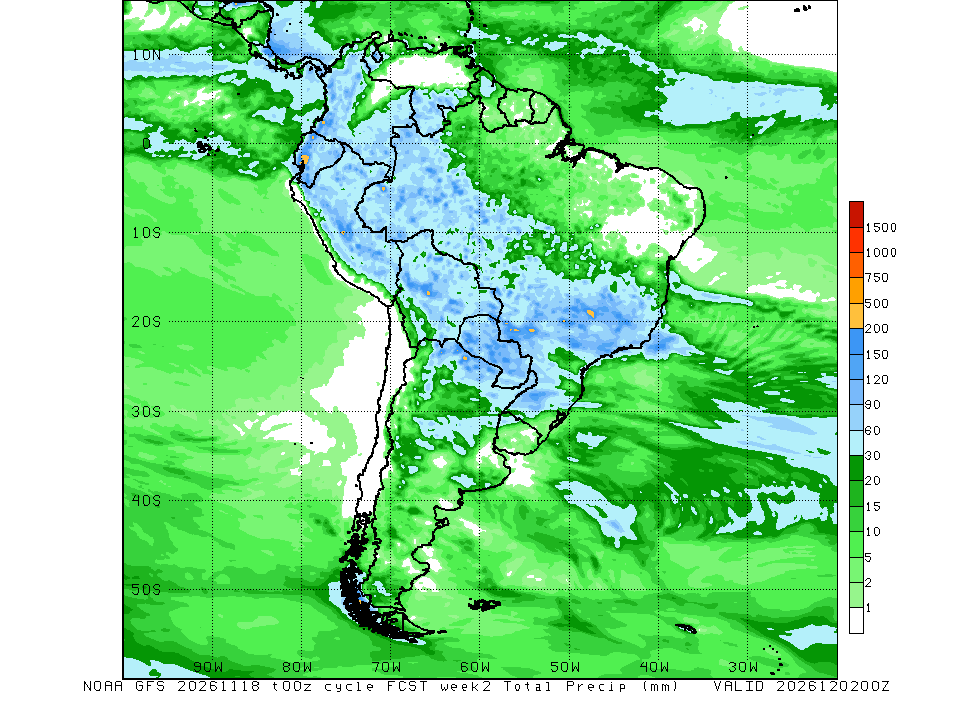 10N
0
10S
20S
30S
40S
50S
90W 80W 70W 60W 50W 40W 30W
1500
1000
750
500
200
150
120
90
60
30
20
15
10
5
2
1
NOAA GFS 20261118 t00z cycle FCST week2 Total Precip (mm) VALID 2026120200Z